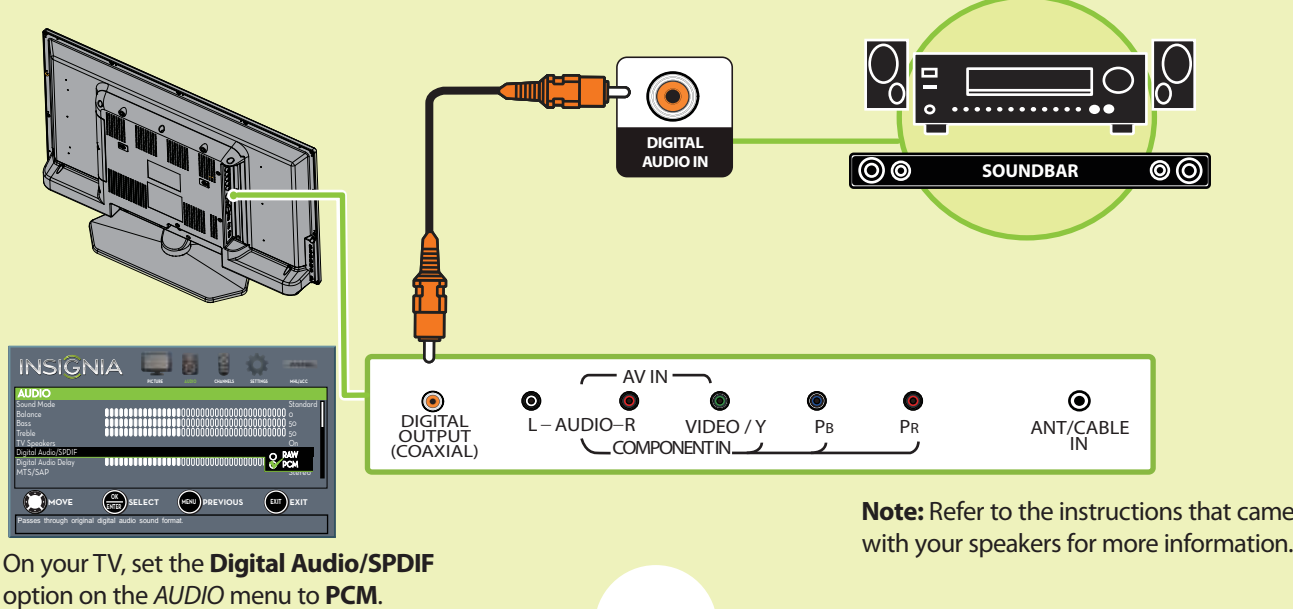 DIGITAL
AUDIO IN
SOUNDBAR
INSIGNIA
PICTURE AUDIO CHANNELS SETTINGS MHL/ACC
AUDIO
Sound Mode Standard
Balance 0
Bass 50
Treble 50
TV Speakers On
Digital Audio/SPDIF RAW
PCM
Digital Audio Delay
MTS/SAP Stereo
MOVE OK ENTER SELECT MENU PREVIOUS EXIT EXIT
Passes through original digital audio sound format.
On your TV, set the Digital Audio/SPDIF
option on the AUDIO menu to PCM.
AV IN
DIGITAL
OUTPUT
(COAXIAL)
L – AUDIO–R VIDEO / Y PB PR
COMPONENT IN
ANT/CABLE
IN
Note: Refer to the instructions that came
with your speakers for more information.